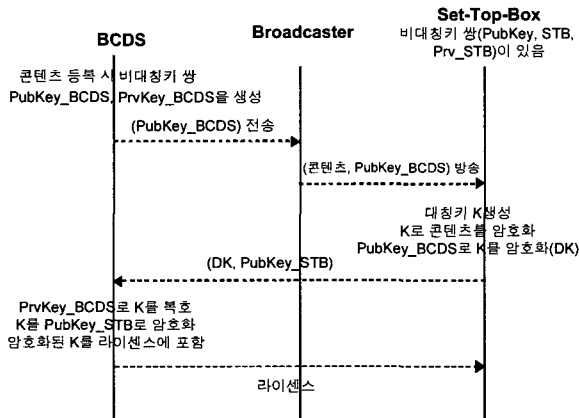 BCDS
Broadcaster
Set-Top-Box
비대칭키 쌍(PubKey, STB,
Prv_STB)이 있음
콘텐츠 등록 시 비대칭키 쌍
PubKey_BCDS, PrvKey_BCDS을 생성
(PubKey_BCDS) 전송
(콘텐츠, PubKey_BCDS) 방송
대칭키 K생성
K로 콘텐츠를 암호화
PubKey_BCDS로 K를 암호화(DK)
(DK, PubKey_STB)
PrvKey_BCDS로 K를 복호
K를 PubKey_STB로 암호화
암호화된 K를 라이센스에 포함
라이센스